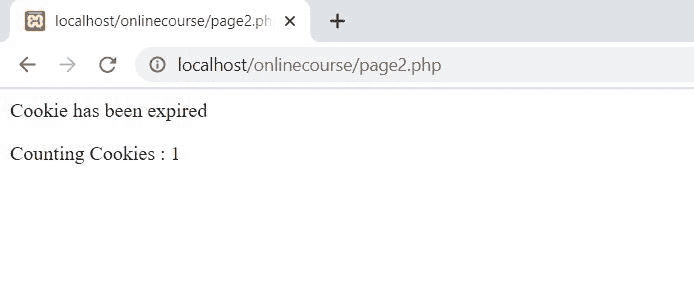 localhost/onlinecourse/page2.ph
localhost/onlinecourse/page2.php
Cookie has been expired
Counting Cookies : 1